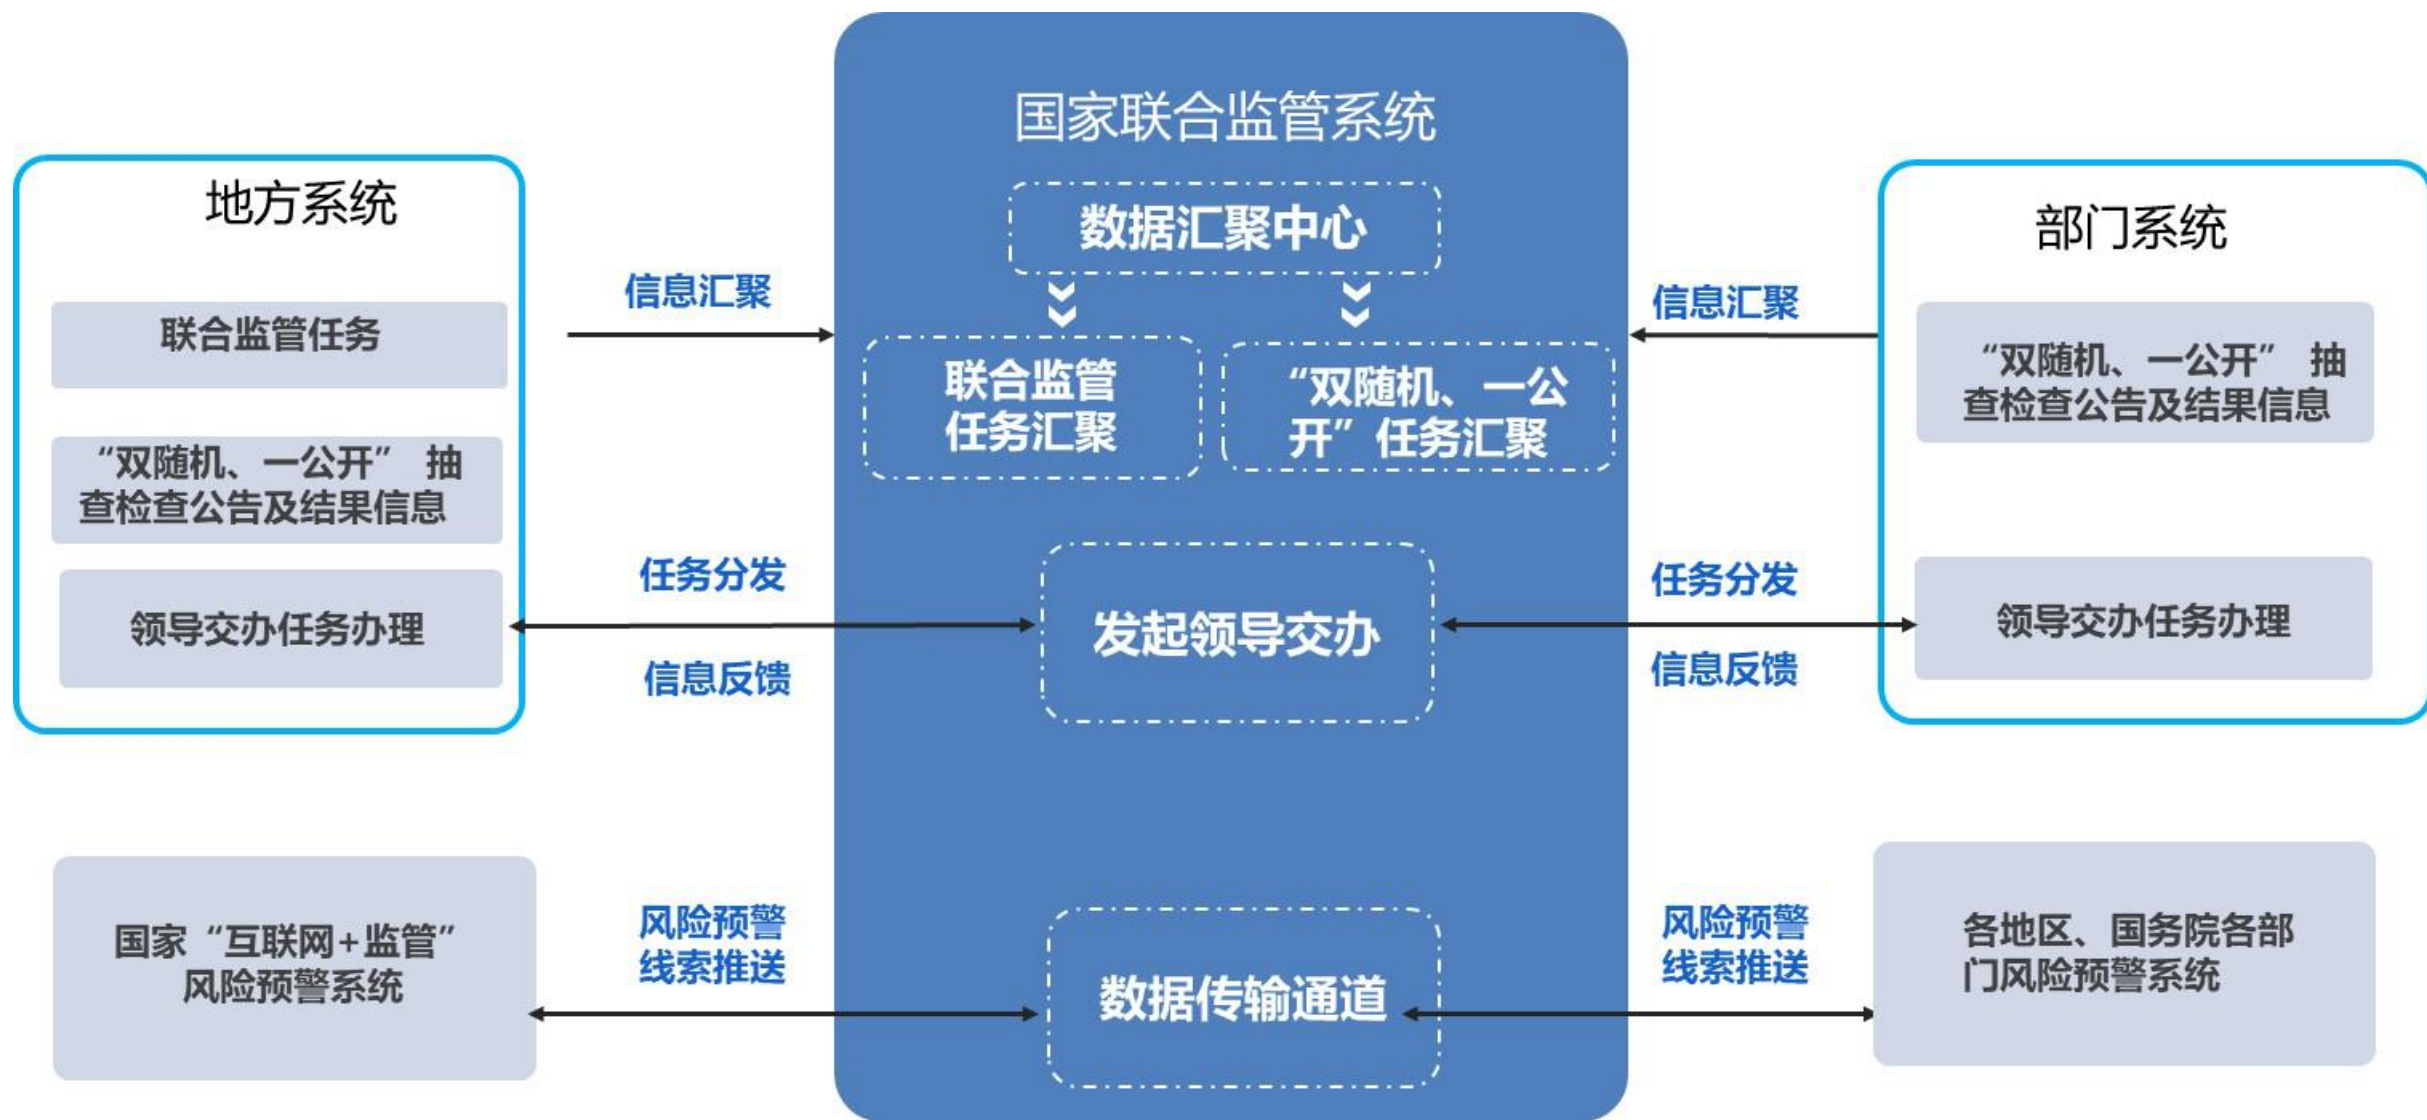 国家联合监管系统
数据汇聚中心
联合监管
任务汇聚
“双随机、一公
开”任务汇聚
发起领导交办
数据传输通道
地方系统
联合监管任务
“双随机、一公开” 抽
查检查公告及结果信息
领导交办任务办理
信息汇聚
任务分发
信息反馈
国家“互联网+监管”
风险预警系统
风险预警
线索推送
部门系统
“双随机、一公开” 抽
查检查公告及结果信息
领导交办任务办理
信息汇聚
任务分发
信息反馈
风险预警
线索推送
各地区、国务院各部
门风险预警系统